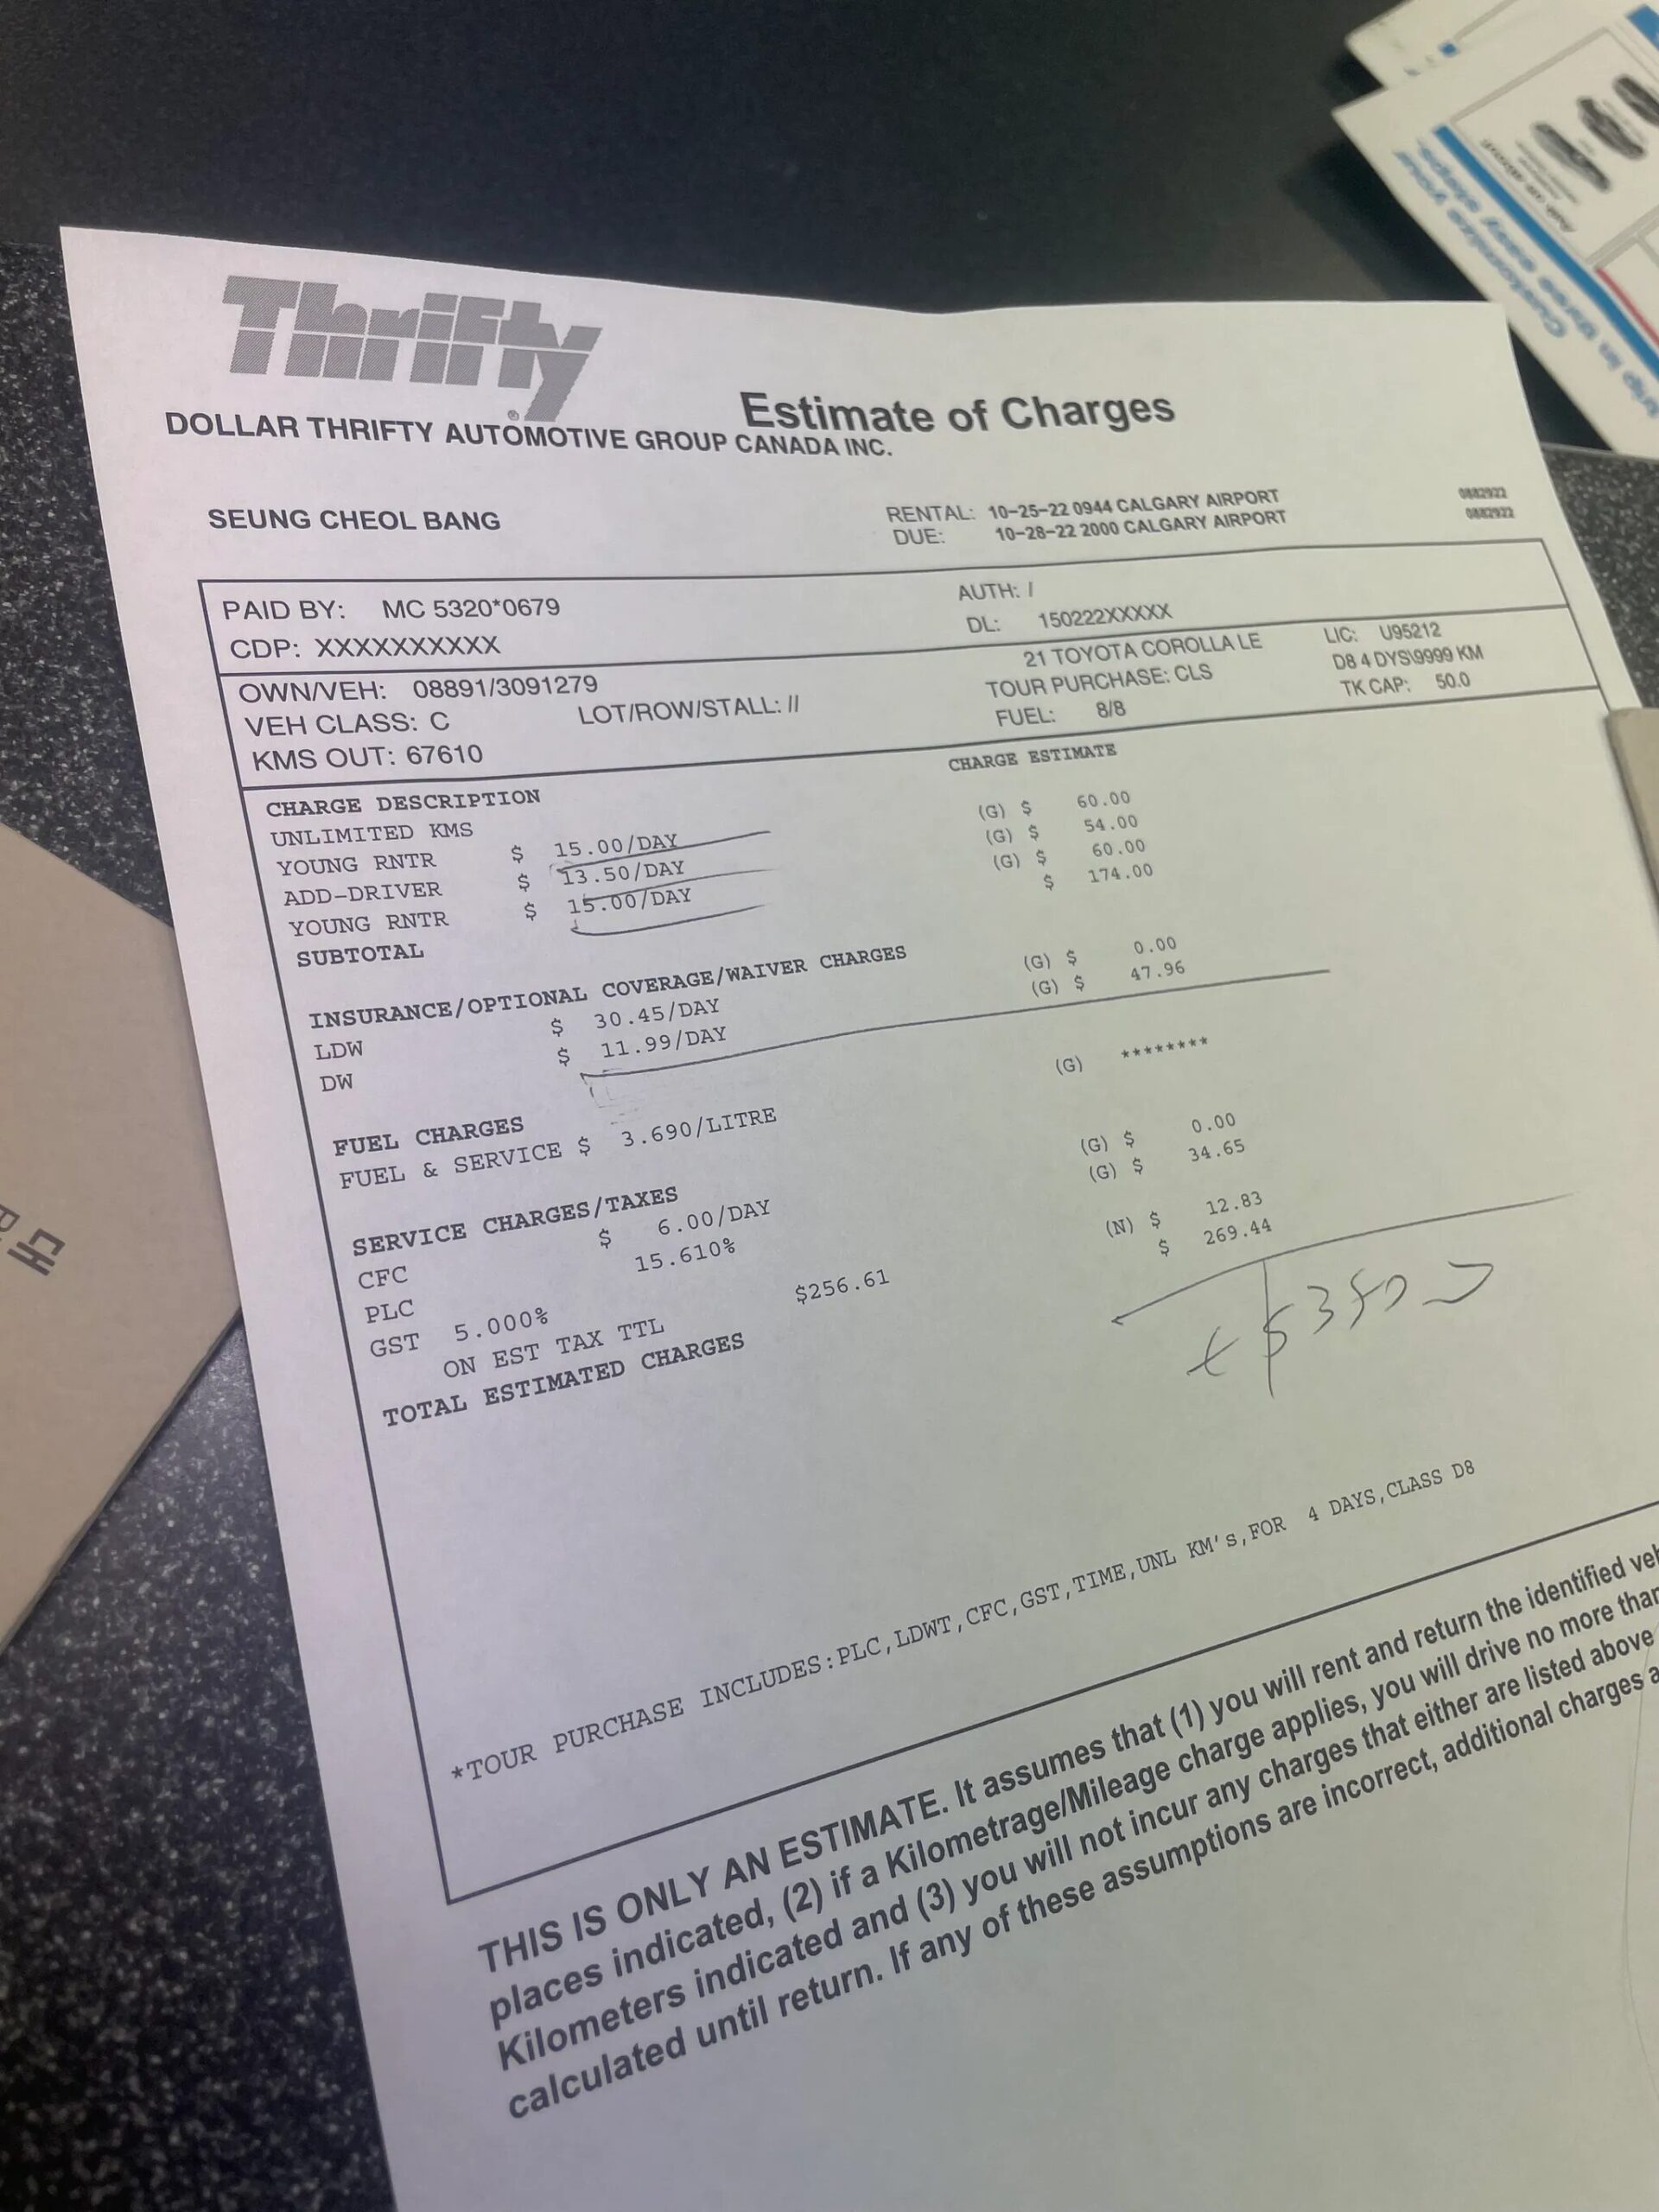 Thrifty®
Estimate of Charges
DOLLAR THRIFTY AUTOMOTIVE GROUP CANADA INC.
SEUNG CHEOL BANG
RENTAL: 10-25-22 0944 CALGARY AIRPORT 0882922
DUE: 10-28-22 2000 CALGARY AIRPORT 0882922
PAID BY: MC 5320*0679 AUTH: /
CDP: XXXXXXXXXX DL: 150222XXXXX
OWN/VEH: 08891/3091279 21 TOYOTA COROLLA LE LIC: U95212
VEH CLASS: C LOT/ROW/STALL: // TOUR PURCHASE: CLS D8 4 DYS\9999 KM
KMS OUT: 67610 FUEL: 8/8 TK CAP: 50.0
CHARGE DESCRIPTION CHARGE ESTIMATE
UNLIMITED KMS
YOUNG RNTR $ 15.00/DAY (G) $ 60.00
ADD-DRIVER $ 13.50/DAY (G) $ 54.00
YOUNG RNTR $ 15.00/DAY (G) $ 60.00
SUBTOTAL $ 174.00
INSURANCE/OPTIONAL COVERAGE/WAIVER CHARGES
LDW $ 30.45/DAY (G) $ 0.00
DW $ 11.99/DAY (G) $ 47.96
FUEL CHARGES
FUEL & SERVICE $ 3.690/LITRE (G) ********
SERVICE CHARGES/TAXES
CFC $ 6.00/DAY (G) $ 0.00
PLC 15.610% (G) $ 34.65
GST 5.000%
ON EST TAX TTL $256.61 (N) $ 12.83
TOTAL ESTIMATED CHARGES $ 269.44
+ $350
*TOUR PURCHASE INCLUDES:PLC,LDWT,CFC,GST,TIME,UNL KM's,FOR 4 DAYS,CLASS D8
THIS IS ONLY AN ESTIMATE. It assumes that (1) you will rent and return the identified
places indicated, (2) if a Kilometrage/Mileage charge applies, you will drive no more than
Kilometers indicated and (3) you will not incur any charges that either are listed above
calculated until return. If any of these assumptions are incorrect, additional charges
Customize your
trip in three easy steps.